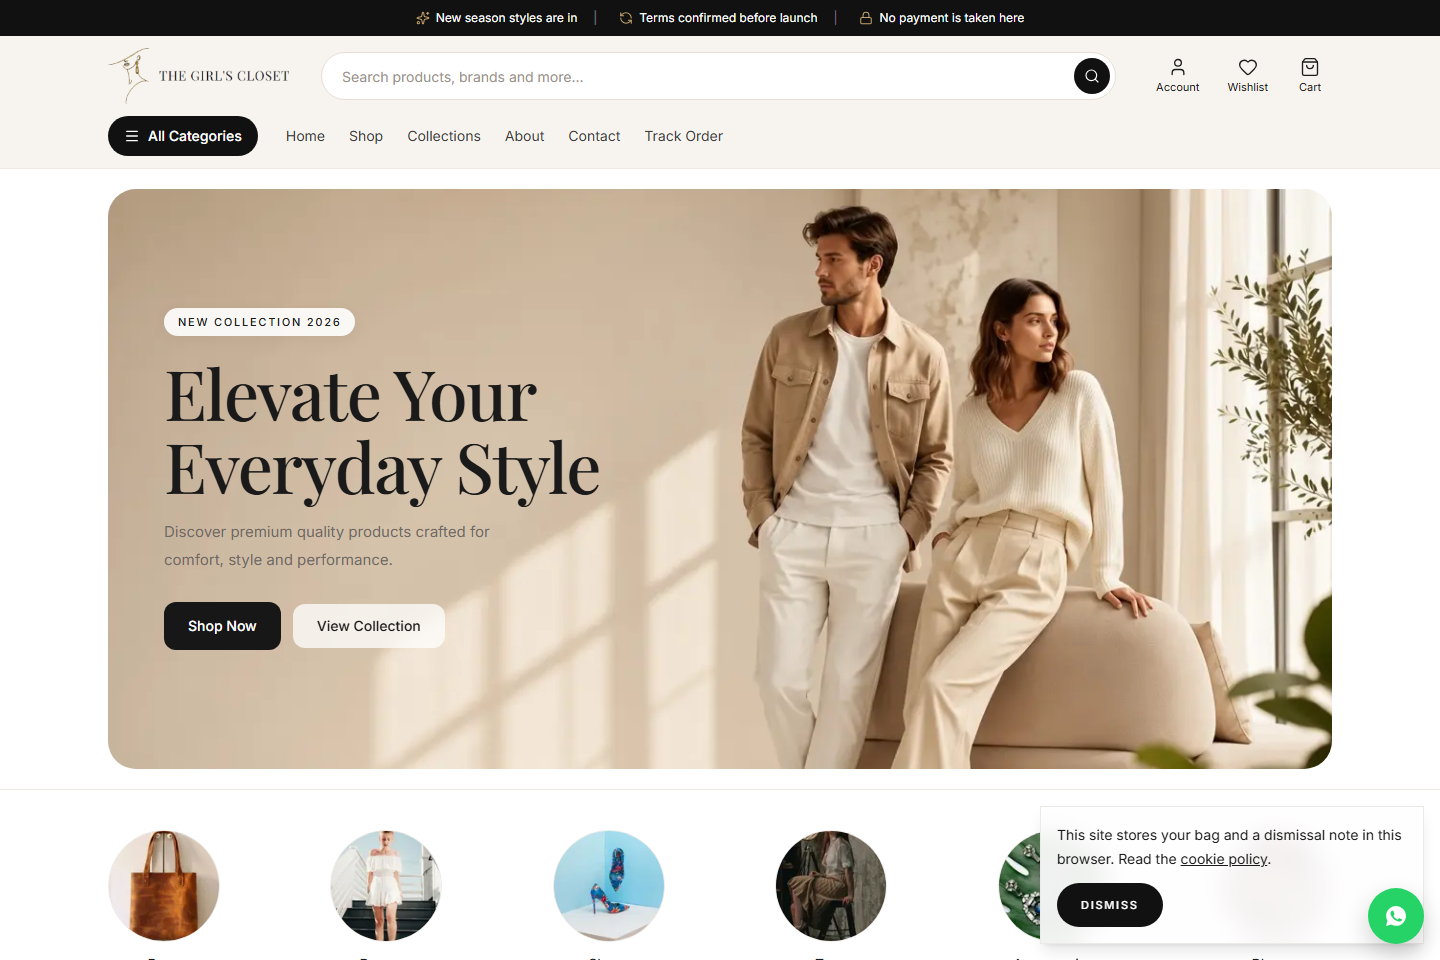 New season styles are in
Terms confirmed before launch
No payment is taken here
THE GIRL'S CLOSET
Search products, brands and more...
Account
Wishlist
Cart
All Categories
Home
Shop
Collections
About
Contact
Track Order
NEW COLLECTION 2026
Elevate Your
Everyday Style
Discover premium quality products crafted for
comfort, style and performance.
Shop Now
View Collection
This site stores your bag and a dismissal note in this
browser. Read the cookie policy.
DISMISS